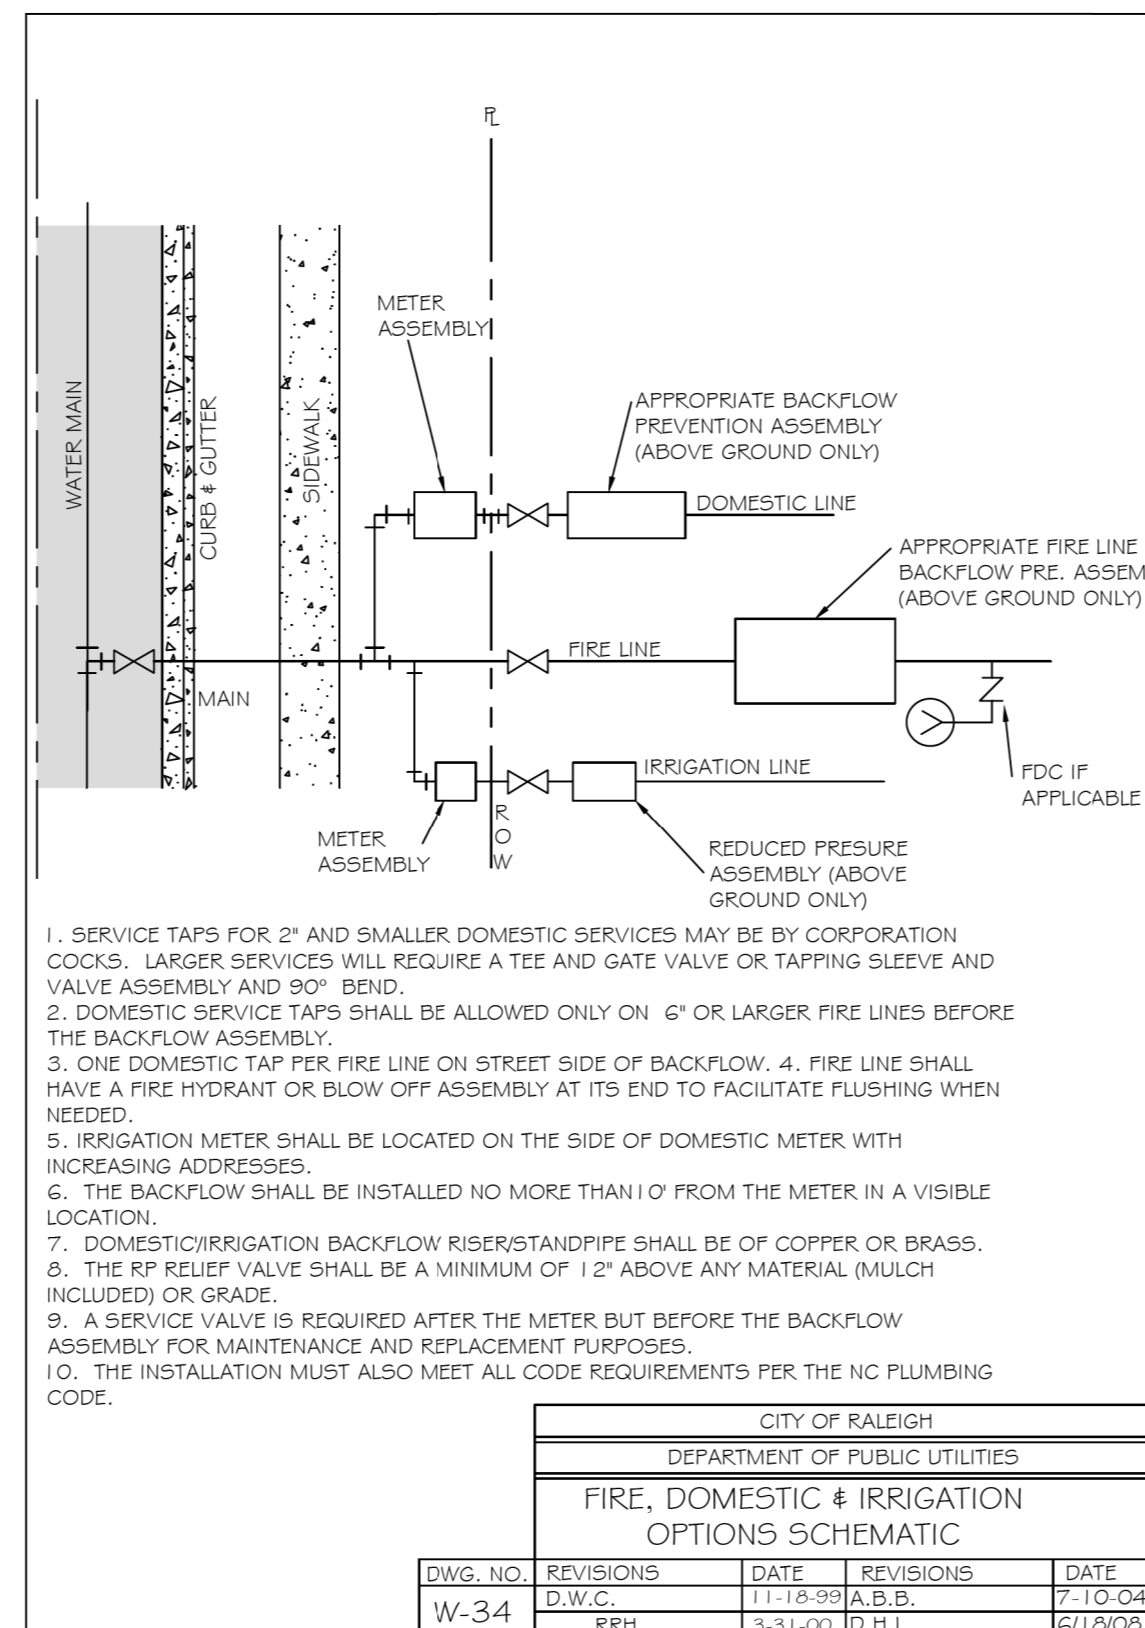 PL
METER
ASSEMBLY
WATER MAIN
CURB & GUTTER
SIDEWALK
APPROPRIATE BACKFLOW
PREVENTION ASSEMBLY
(ABOVE GROUND ONLY)
DOMESTIC LINE
APPROPRIATE FIRE LINE
BACKFLOW PRE. ASSEM
(ABOVE GROUND ONLY)
FIRE LINE
MAIN
IRRIGATION LINE
FDC IF
APPLICABLE
METER
ASSEMBLY
ROW
REDUCED PRESURE
ASSEMBLY (ABOVE
GROUND ONLY)
1. SERVICE TAPS FOR 2" AND SMALLER DOMESTIC SERVICES MAY BE BY CORPORATION
COCKS. LARGER SERVICES WILL REQUIRE A TEE AND GATE VALVE OR TAPPING SLEEVE AND
VALVE ASSEMBLY AND 90° BEND.
2. DOMESTIC SERVICE TAPS SHALL BE ALLOWED ONLY ON 6" OR LARGER FIRE LINES BEFORE
THE BACKFLOW ASSEMBLY.
3. ONE DOMESTIC TAP PER FIRE LINE ON STREET SIDE OF BACKFLOW. 4. FIRE LINE SHALL
HAVE A FIRE HYDRANT OR BLOW OFF ASSEMBLY AT ITS END TO FACILITATE FLUSHING WHEN
NEEDED.
5. IRRIGATION METER SHALL BE LOCATED ON THE SIDE OF DOMESTIC METER WITH
INCREASING ADDRESSES.
6. THE BACKFLOW SHALL BE INSTALLED NO MORE THAN10' FROM THE METER IN A VISIBLE
LOCATION.
7. DOMESTIC'/IRRIGATION BACKFLOW RISER/STANDPIPE SHALL BE OF COPPER OR BRASS.
8. THE RP RELIEF VALVE SHALL BE A MINIMUM OF 12" ABOVE ANY MATERIAL (MULCH
INCLUDED) OR GRADE.
9. A SERVICE VALVE IS REQUIRED AFTER THE METER BUT BEFORE THE BACKFLOW
ASSEMBLY FOR MAINTENANCE AND REPLACEMENT PURPOSES.
10. THE INSTALLATION MUST ALSO MEET ALL CODE REQUIREMENTS PER THE NC PLUMBING
CODE.
CITY OF RALEIGH
DEPARTMENT OF PUBLIC UTILITIES
FIRE, DOMESTIC & IRRIGATION
OPTIONS SCHEMATIC
DWG. NO. REVISIONS DATE REVISIONS DATE
W-34 D.W.C. 11-18-99 A.B.B. 7-10-04
RRH 3-31-00 D.H.L. 6/18/08